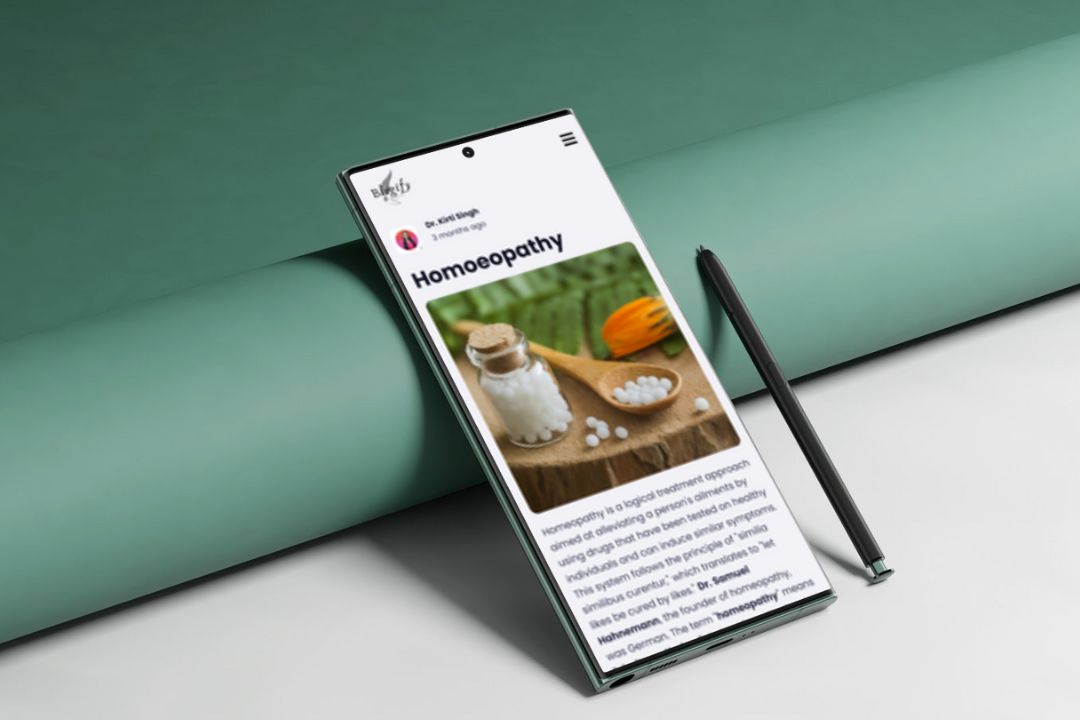 Blogify
Dr. Kirti Singh
3 months ago
Homoeopathy
Homeopathy is a logical treatment approach
aimed at alleviating a person's ailments by
using drugs that have been tested on healthy
individuals and can induce similar symptoms.
This system follows the principle of "similia
similibus curentur," which translates to "let
likes be cured by likes." Dr. Samuel
Hahnemann, the founder of homeopathy,
was German. The term "homeopathy" means